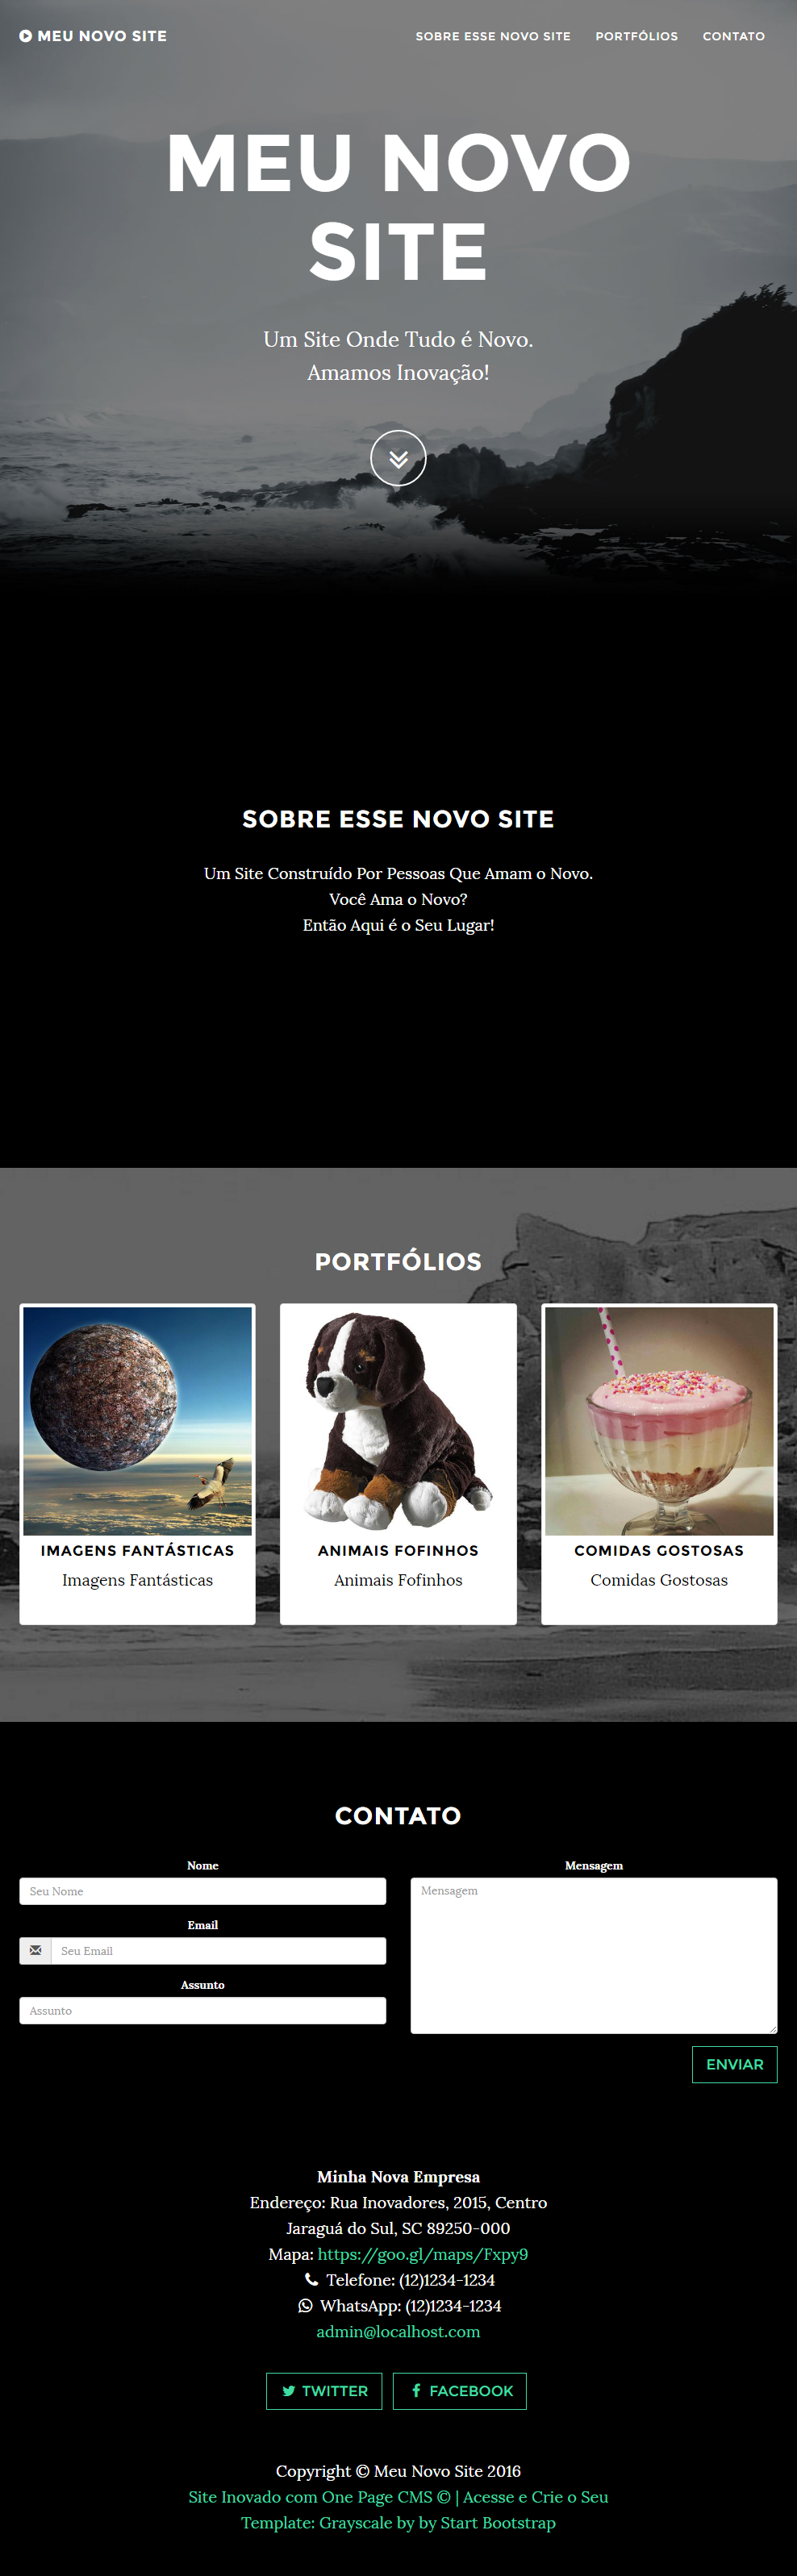 MEU NOVO SITE
SOBRE ESSE NOVO SITE PORTFÓLIOS CONTATO
MEU NOVO
SITE
Um Site Onde Tudo é Novo.
Amamos Inovação!
SOBRE ESSE NOVO SITE
Um Site Construído Por Pessoas Que Amam o Novo.
Você Ama o Novo?
Então Aqui é o Seu Lugar!
PORTFÓLIOS
IMAGENS FANTÁSTICAS
Imagens Fantásticas
ANIMAIS FOFINHOS
Animais Fofinhos
COMIDAS GOSTOSAS
Comidas Gostosas
CONTATO
Nome
Seu Nome
Email
Seu Email
Assunto
Assunto
Mensagem
Mensagem
ENVIAR
Minha Nova Empresa
Endereço: Rua Inovadores, 2015, Centro
Jaraguá do Sul, SC 89250-000
Mapa: https://goo.gl/maps/Fxpy9
Telefone: (12)1234-1234
WhatsApp: (12)1234-1234
admin@localhost.com
TWITTER FACEBOOK
Copyright © Meu Novo Site 2016
Site Inovado com One Page CMS © | Acesse e Crie o Seu
Template: Grayscale by by Start Bootstrap